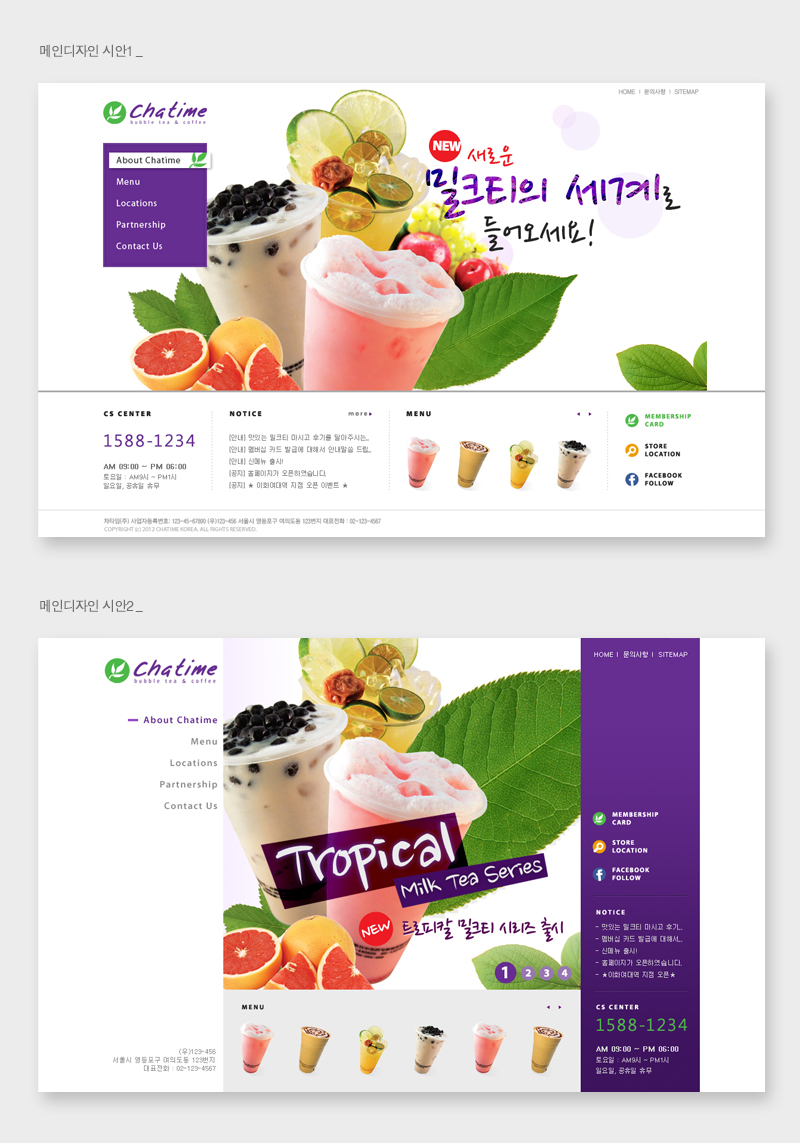 메인디자인 시안1 _
HOME | 문의사항 | SITEMAP
Chatime
bubble tea & coffee
About Chatime
Menu
Locations
Partnership
Contact Us
NEW
새로운
밀크티의 세계로
들어오세요!
CS CENTER
1588-1234
AM 09:00 ~ PM 06:00
토요일 : AM9시 ~ PM1시
일요일, 공휴일 휴무
NOTICE
more
[안내] 맛있는 밀크티 마시고 후기를 달아주시는..
[안내] 멤버십 카드 발급에 대해서 안내말씀 드립..
[안내] 신메뉴 출시!
[공지] 홈페이지가 오픈하였습니다.
[공지] ★ 이화여대역 지점 오픈 이벤트 ★
MENU
MEMBERSHIP
CARD
STORE
LOCATION
FACEBOOK
FOLLOW
차타임(주) 사업자등록번호: 123-45-67890 (우)123-456 서울시 영등포구 여의도동 123번지 대표전화 : 02-123-4567
COPYRIGHT (c) 2012 CHATIME KOREA. ALL RIGHTS RESERVED.
메인디자인 시안2 _
Chatime
bubble tea & coffee
About Chatime
Menu
Locations
Partnership
Contact Us
(우)123-456
서울시 영등포구 여의도동 123번지
대표전화 : 02-123-4567
Tropical
Milk Tea Series
NEW
트로피칼 밀크티 시리즈 출시
1 2 3 4
MENU
HOME | 문의사항 | SITEMAP
MEMBERSHIP
CARD
STORE
LOCATION
FACEBOOK
FOLLOW
NOTICE
- 맛있는 밀크티 마시고 후기..
- 멤버십 카드 발급에 대해서..
- 신메뉴 출시!
- 홈페이지가 오픈하였습니다.
- ★이화여대역 지점 오픈★
CS CENTER
1588-1234
AM 09:00 ~ PM 06:00
토요일 : AM9시 ~ PM1시
일요일, 공휴일 휴무